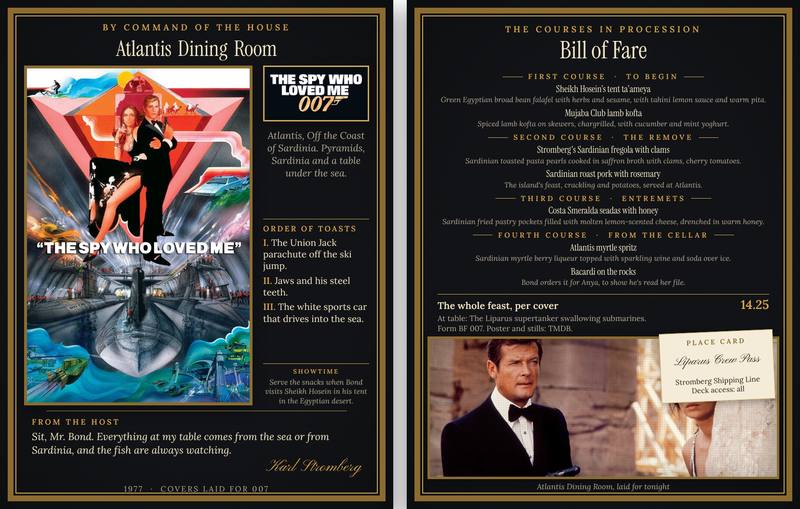 BY COMMAND OF THE HOUSE
Atlantis Dining Room
"THE SPY WHO LOVED ME"
THE SPY WHO
LOVED ME
007
Atlantis, Off the Coast
of Sardinia. Pyramids,
Sardinia and a table
under the sea.
ORDER OF TOASTS
I. The Union Jack
parachute off the ski
jump.
II. Jaws and his steel
teeth.
III. The white sports car
that drives into the sea.
SHOWTIME
Serve the snacks when Bond
visits Sheikh Hosein in his tent
in the Egyptian desert.
FROM THE HOST
Sit, Mr. Bond. Everything at my table comes from the sea or from
Sardinia, and the fish are always watching.
Karl Stromberg
1977 · COVERS LAID FOR 007
THE COURSES IN PROCESSION
Bill of Fare
FIRST COURSE · TO BEGIN
Sheikh Hosein's tent ta'ameya
Green Egyptian broad bean falafel with herbs and sesame, with tahini lemon sauce and warm pita.
Mujaba Club lamb kofta
Spiced lamb kofta on skewers, chargrilled, with cucumber and mint yoghurt.
SECOND COURSE · THE REMOVE
Stromberg's Sardinian fregola with clams
Sardinian toasted pasta pearls cooked in saffron broth with clams, cherry tomatoes.
Sardinian roast pork with rosemary
The island's feast, crackling and potatoes, served at Atlantis.
THIRD COURSE · ENTREMETS
Costa Smeralda seadas with honey
Sardinian fried pastry pockets filled with molten lemon-scented cheese, drenched in warm honey.
FOURTH COURSE · FROM THE CELLAR
Atlantis myrtle spritz
Sardinian myrtle berry liqueur topped with sparkling wine and soda over ice.
Bacardi on the rocks
Bond orders it for Anya, to show he's read her file.
The whole feast, per cover 14.25
At table: The Liparus supertanker swallowing submarines.
Form BF 007. Poster and stills: TMDB.
PLACE CARD
Liparus Crew Pass
Stromberg Shipping Line
Deck access: all
Atlantis Dining Room, laid for tonight